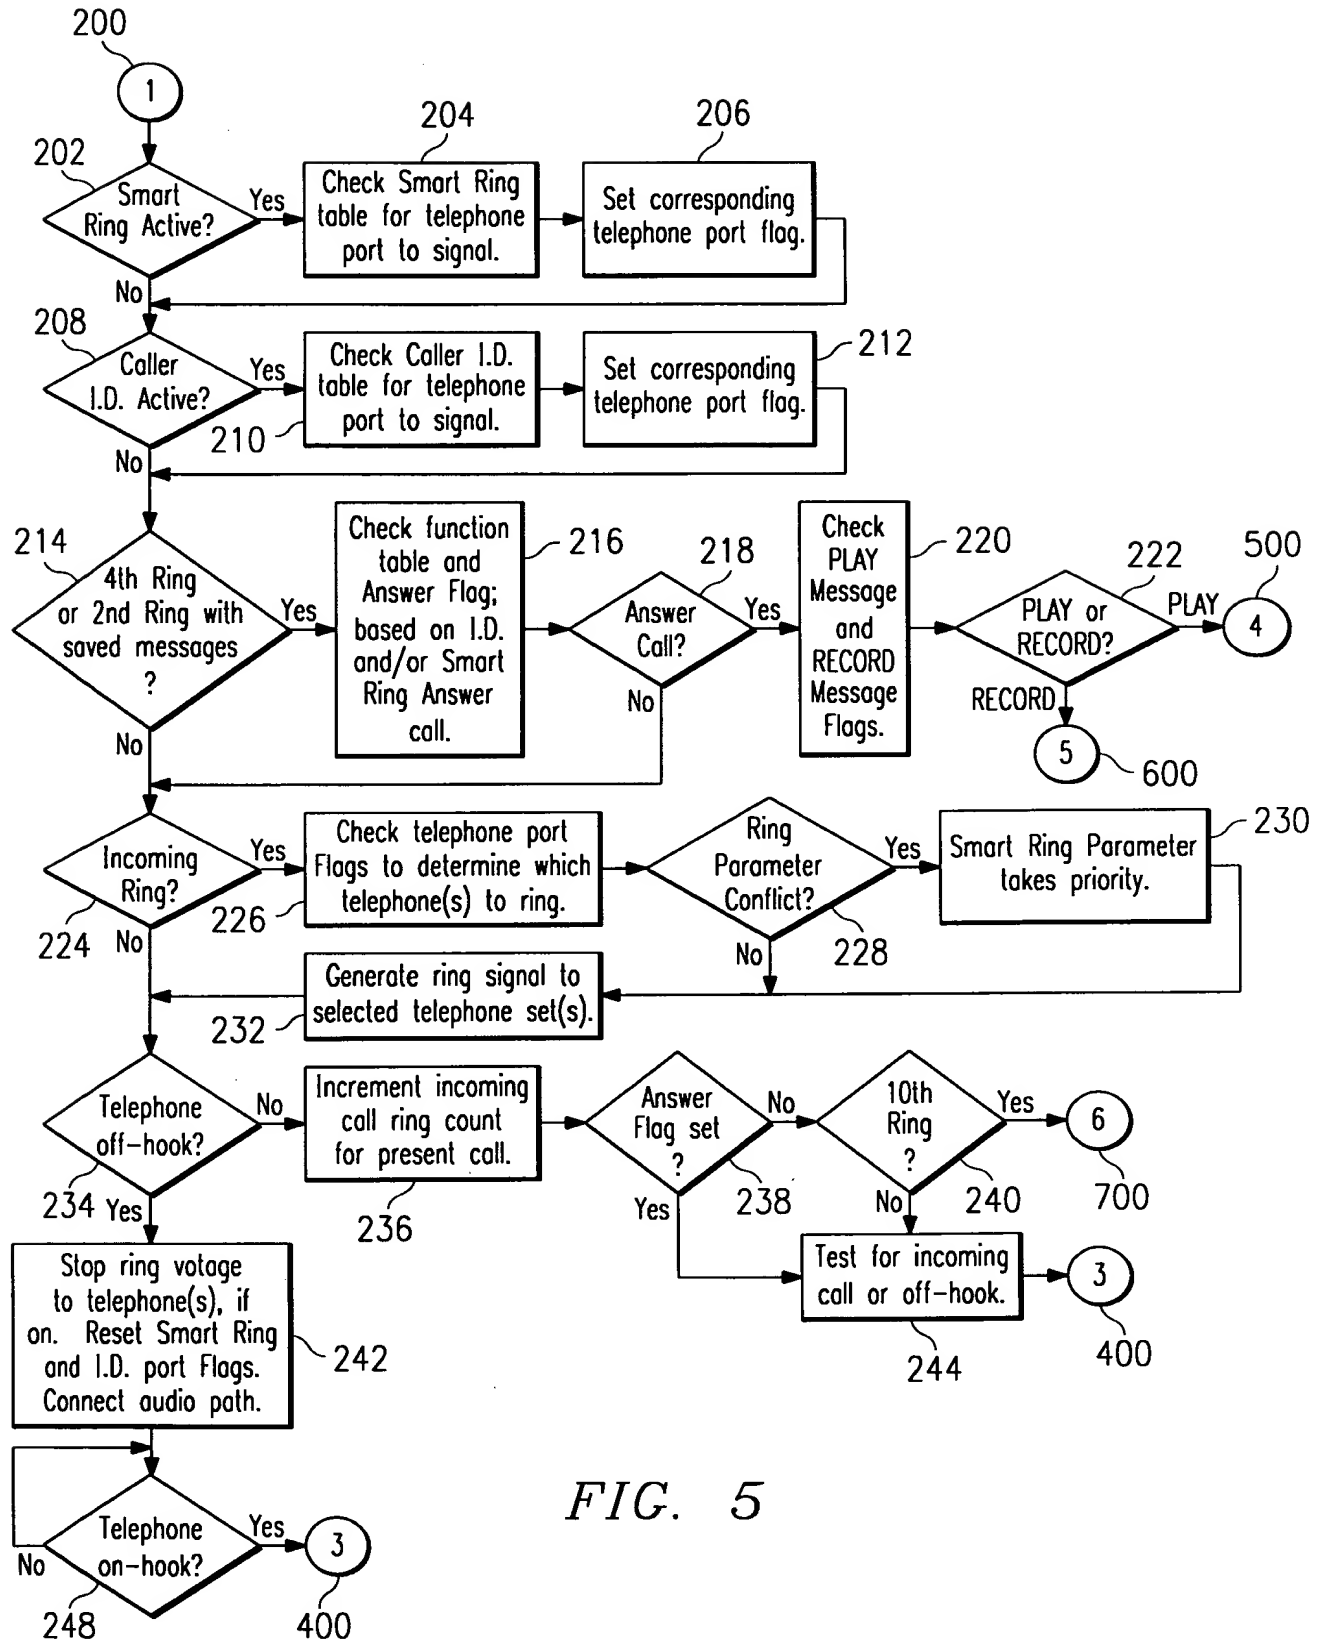 200
1
202
204
206
Smart
Ring Active?
Yes
Check Smart Ring
table for telephone
port to signal.
Set corresponding
telephone port flag.
No
208
Caller
I.D. Active?
Yes
Check Caller I.D.
table for telephone
port to signal.
210
Set corresponding
telephone port flag.
212
No
214
4th Ring
or 2nd Ring with
saved messages
?
Yes
Check function
table and
Answer Flag;
based on I.D.
and/or Smart
Ring Answer
call.
216
218
Answer
Call?
Yes
No
Check
PLAY
Message
and
RECORD
Message
Flags.
220
222
PLAY or
RECORD?
PLAY
500
4
RECORD
5
600
No
Incoming
Ring?
224
Yes
Check telephone port
Flags to determine which
telephone(s) to ring.
226
Ring
Parameter
Conflict?
228
Yes
Smart Ring Parameter
takes priority.
230
No
No
Generate ring signal to
selected telephone set(s).
232
Telephone
off-hook?
234
No
Increment incoming
call ring count
for present call.
236
Answer
Flag set
?
238
No
10th
Ring
?
240
Yes
6
700
Yes
Yes
No
Test for incoming
call or off-hook.
244
3
400
Stop ring votage
to telephone(s), if
on. Reset Smart Ring
and I.D. port Flags.
Connect audio path.
242
Telephone
on-hook?
No
248
Yes
3
400
FIG. 5